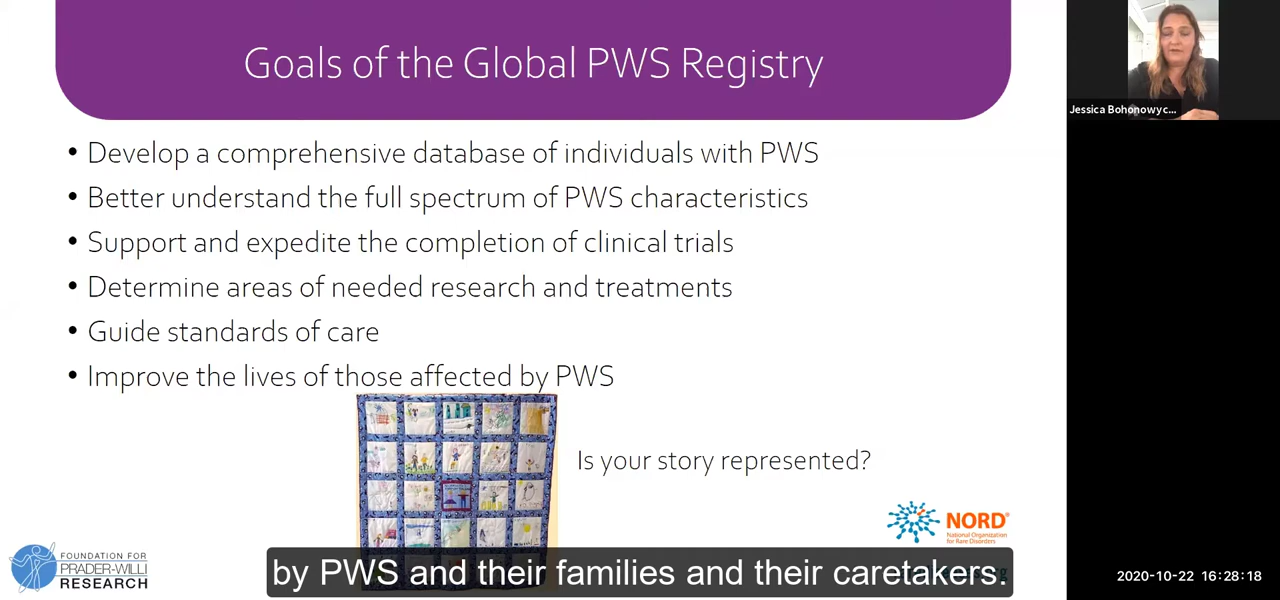 Goals of the Global PWS Registry
Jessica Bohonowyc...
• Develop a comprehensive database of individuals with PWS
• Better understand the full spectrum of PWS characteristics
• Support and expedite the completion of clinical trials
• Determine areas of needed research and treatments
• Guide standards of care
• Improve the lives of those affected by PWS
Is your story represented?
NORD®
National Organization
for Rare Disorders
FOUNDATION FOR
PRADER-WILLI
RESEARCH
by PWS and their families and their caretakers.
2020-10-22 16:28:18